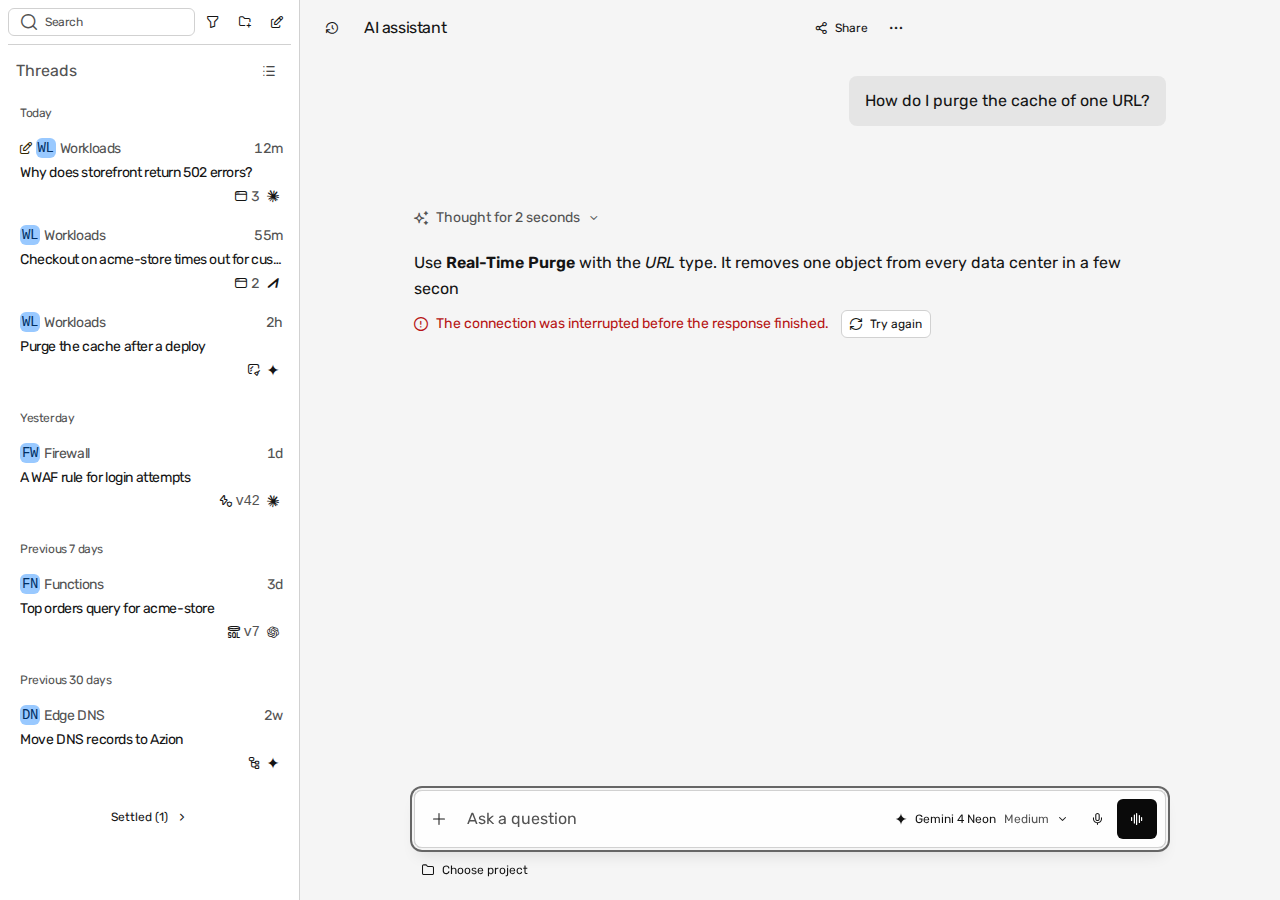 Search
Threads
Today
WL Workloads 12m
Why does storefront return 502 errors?
3
WL Workloads 55m
Checkout on acme-store times out for cus…
2
WL Workloads 2h
Purge the cache after a deploy
Yesterday
FW Firewall 1d
A WAF rule for login attempts
v42
Previous 7 days
FN Functions 3d
Top orders query for acme-store
SQL v7
Previous 30 days
DN Edge DNS 2w
Move DNS records to Azion
Settled (1)
AI assistant
Share
How do I purge the cache of one URL?
Thought for 2 seconds
Use Real-Time Purge with the URL type. It removes one object from every data center in a few
secon
The connection was interrupted before the response finished. Try again
Ask a question
Gemini 4 Neon Medium
Choose project